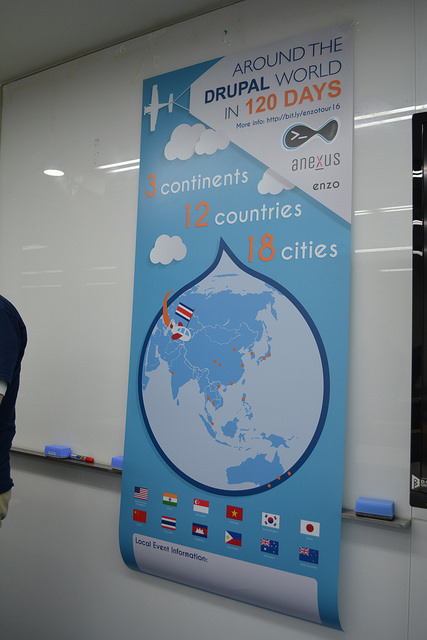 AROUND THE
DRUPAL WORLD
IN 120 DAYS
More info: http://bit.ly/enzotour16
anexus
enzo
3 continents
12 countries
18 cities
Local Event Information: